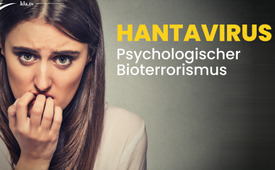 kla.tv
HANTAVIRUS
Psychologischer
Bioterrorismus